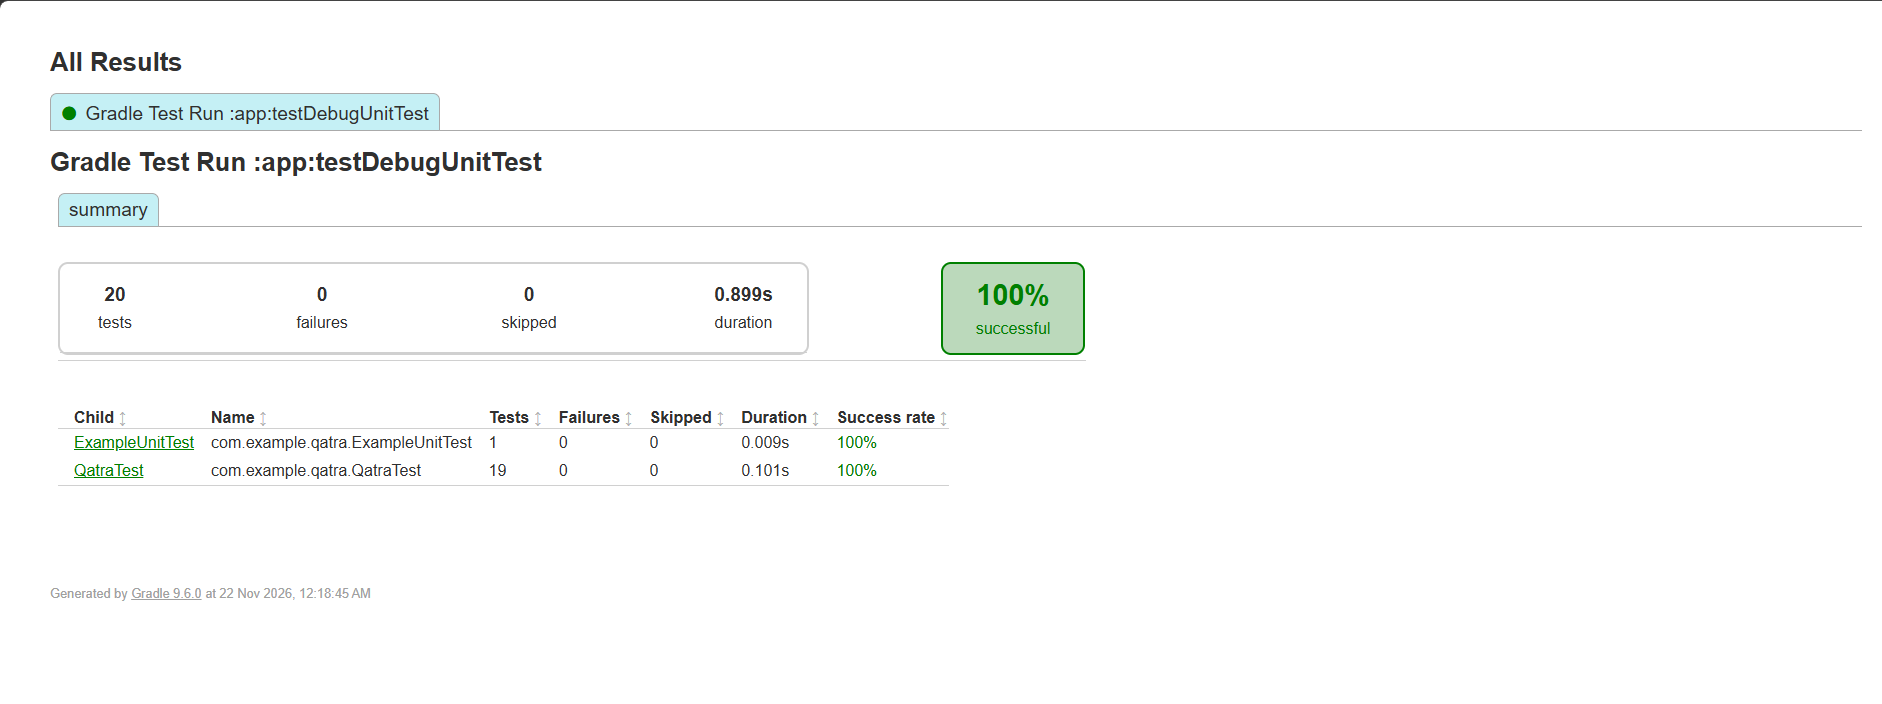 All Results
Gradle Test Run :app:testDebugUnitTest
Gradle Test Run :app:testDebugUnitTest
summary
20 0 0 0.899s 100%
tests failures skipped duration successful
Child Name Tests Failures Skipped Duration Success rate
ExampleUnitTest com.example.qatra.ExampleUnitTest 1 0 0 0.009s 100%
QatraTest com.example.qatra.QatraTest 19 0 0 0.101s 100%
Generated by Gradle 9.6.0 at 22 Nov 2026, 12:18:45 AM